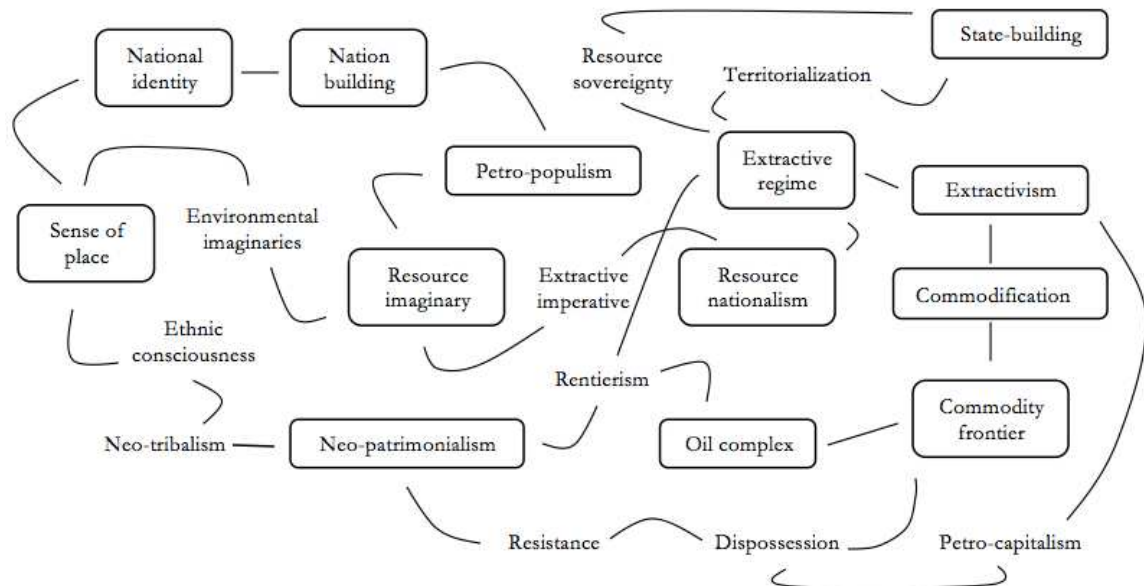 National
identity
Nation
building
Resource
sovereignty
State-building
Territorialization
Petro-populism
Extractive
regime
Extractivism
Sense of
place
Environmental
imaginaries
Resource
imaginary
Extractive
imperative
Resource
nationalism
Commodification
Ethnic
consciousness
Rentierism
Commodity
frontier
Neo-tribalism
Neo-patrimonialism
Oil complex
Resistance
Dispossession
Petro-capitalism